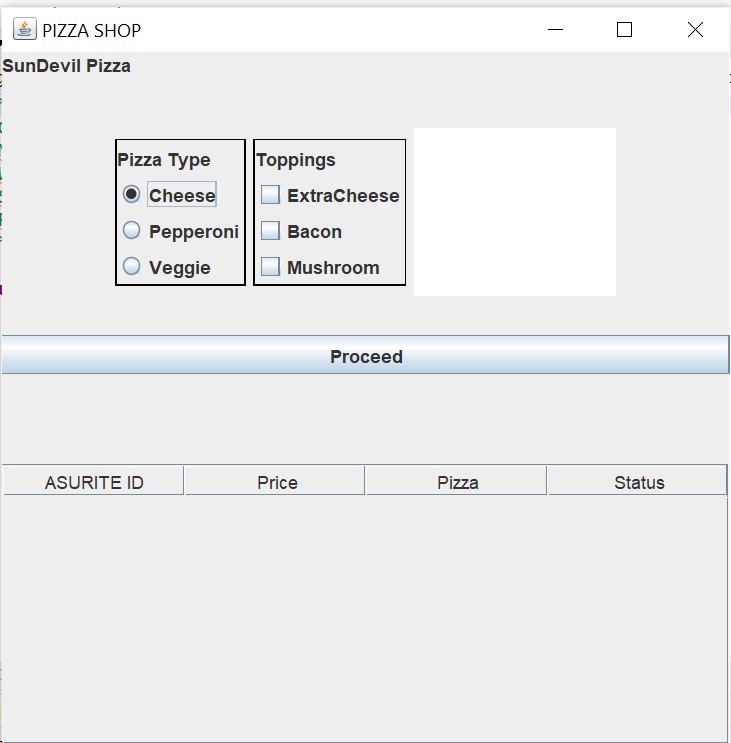 PIZZA SHOP
SunDevil Pizza
Pizza Type
Cheese
Pepperoni
Veggie
Toppings
ExtraCheese
Bacon
Mushroom
Proceed
ASURITE ID Price Pizza Status